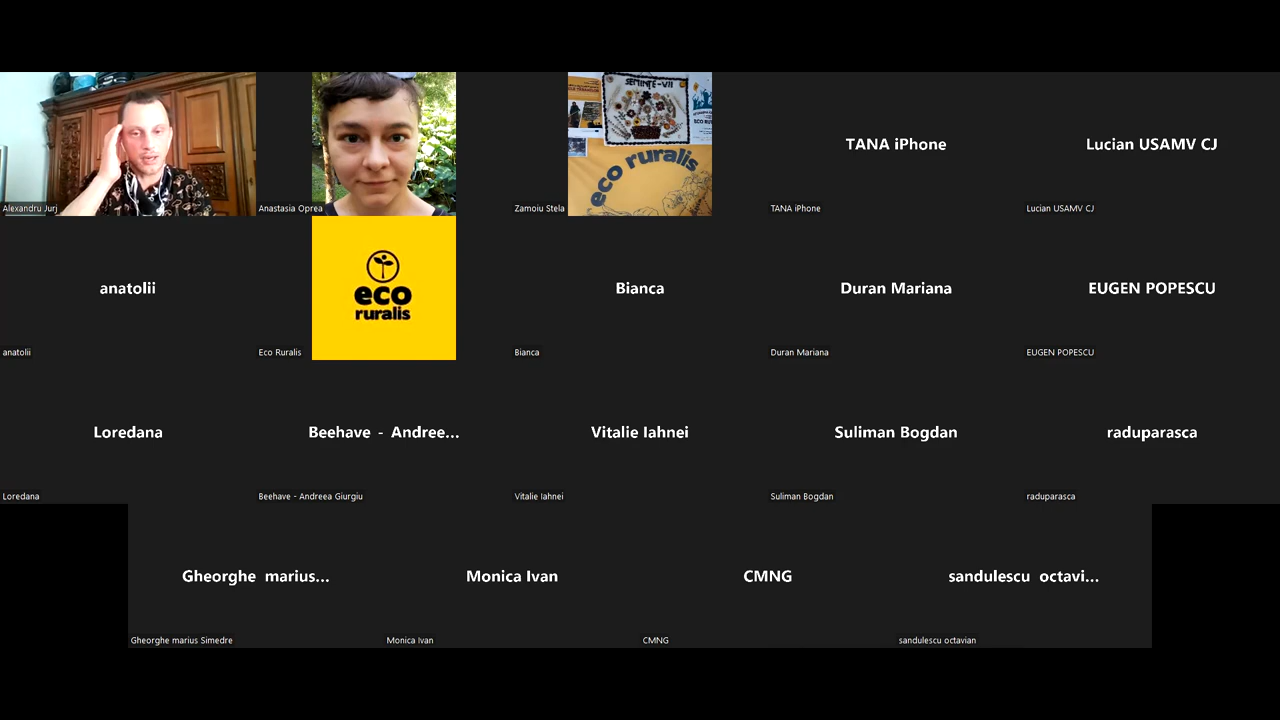 SEMINȚE-VII
eco ruralis
TANA iPhone
Lucian USAMV CJ
Alexandru Jurj
Anastasia Oprea
Zamoiu Stela
TANA iPhone
Lucian USAMV CJ
anatolii
eco
ruralis
Bianca
Duran Mariana
EUGEN POPESCU
anatolii
Eco Ruralis
Bianca
Duran Mariana
EUGEN POPESCU
Loredana
Beehave - Andree...
Vitalie Iahnei
Suliman Bogdan
raduparasca
Loredana
Beehave - Andreea Giurgiu
Vitalie Iahnei
Suliman Bogdan
raduparasca
Gheorghe marius...
Monica Ivan
CMNG
sandulescu octavi...
Gheorghe marius Simedre
Monica Ivan
CMNG
sandulescu octavian